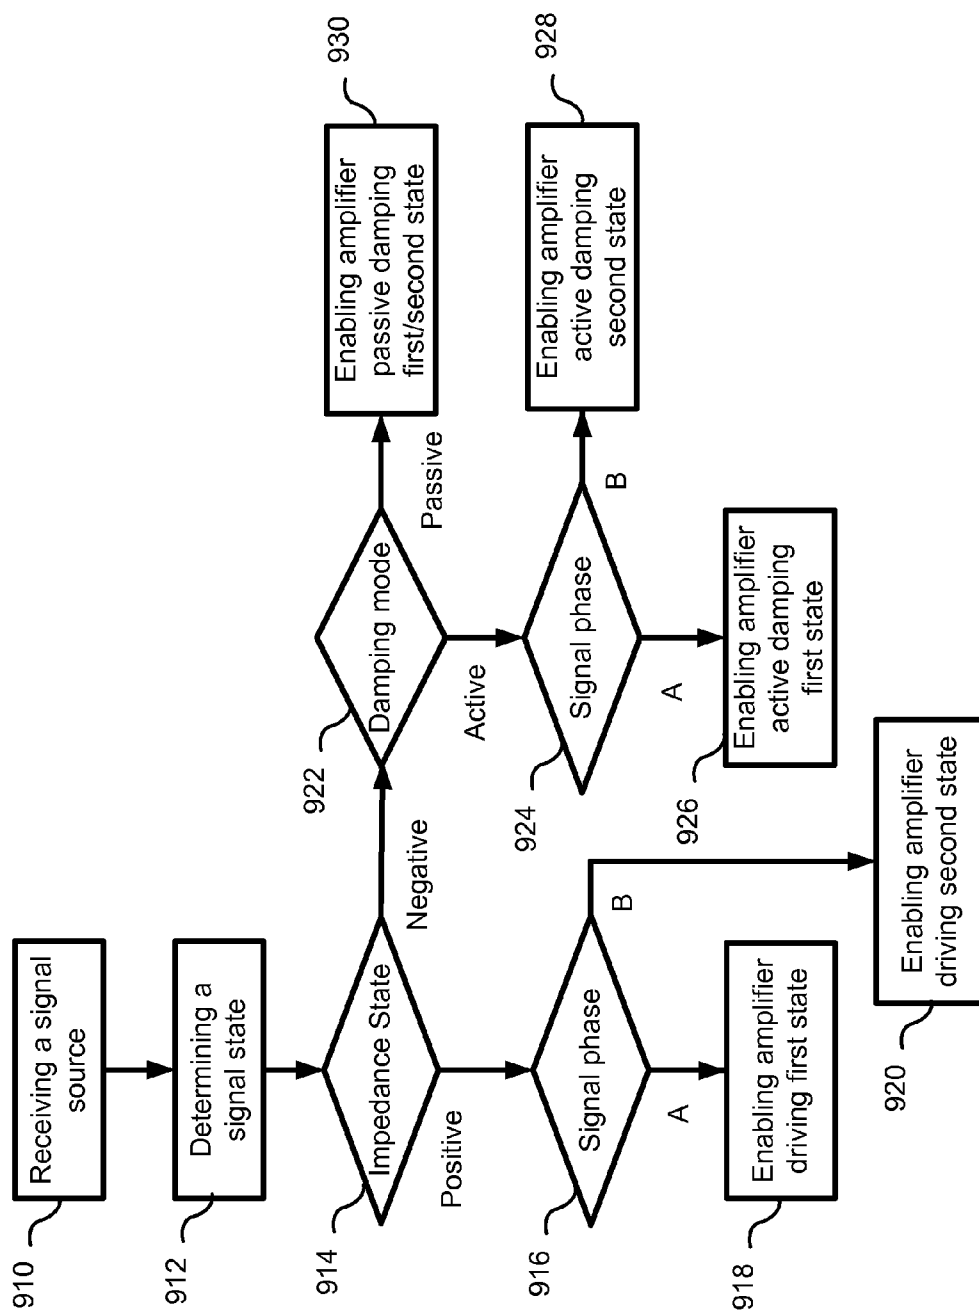 910
Receiving a signal
source
912
Determining a
signal state
914
Impedance State
Positive
Negative
916
Signal phase
A
B
918
Enabling amplifier
driving first state
920
Enabling amplifier
driving second state
922
Damping mode
Active
Passive
924
Signal phase
A
B
926
Enabling amplifier
active damping
first state
928
Enabling amplifier
active damping
second state
930
Enabling amplifier
passive damping
first/second state